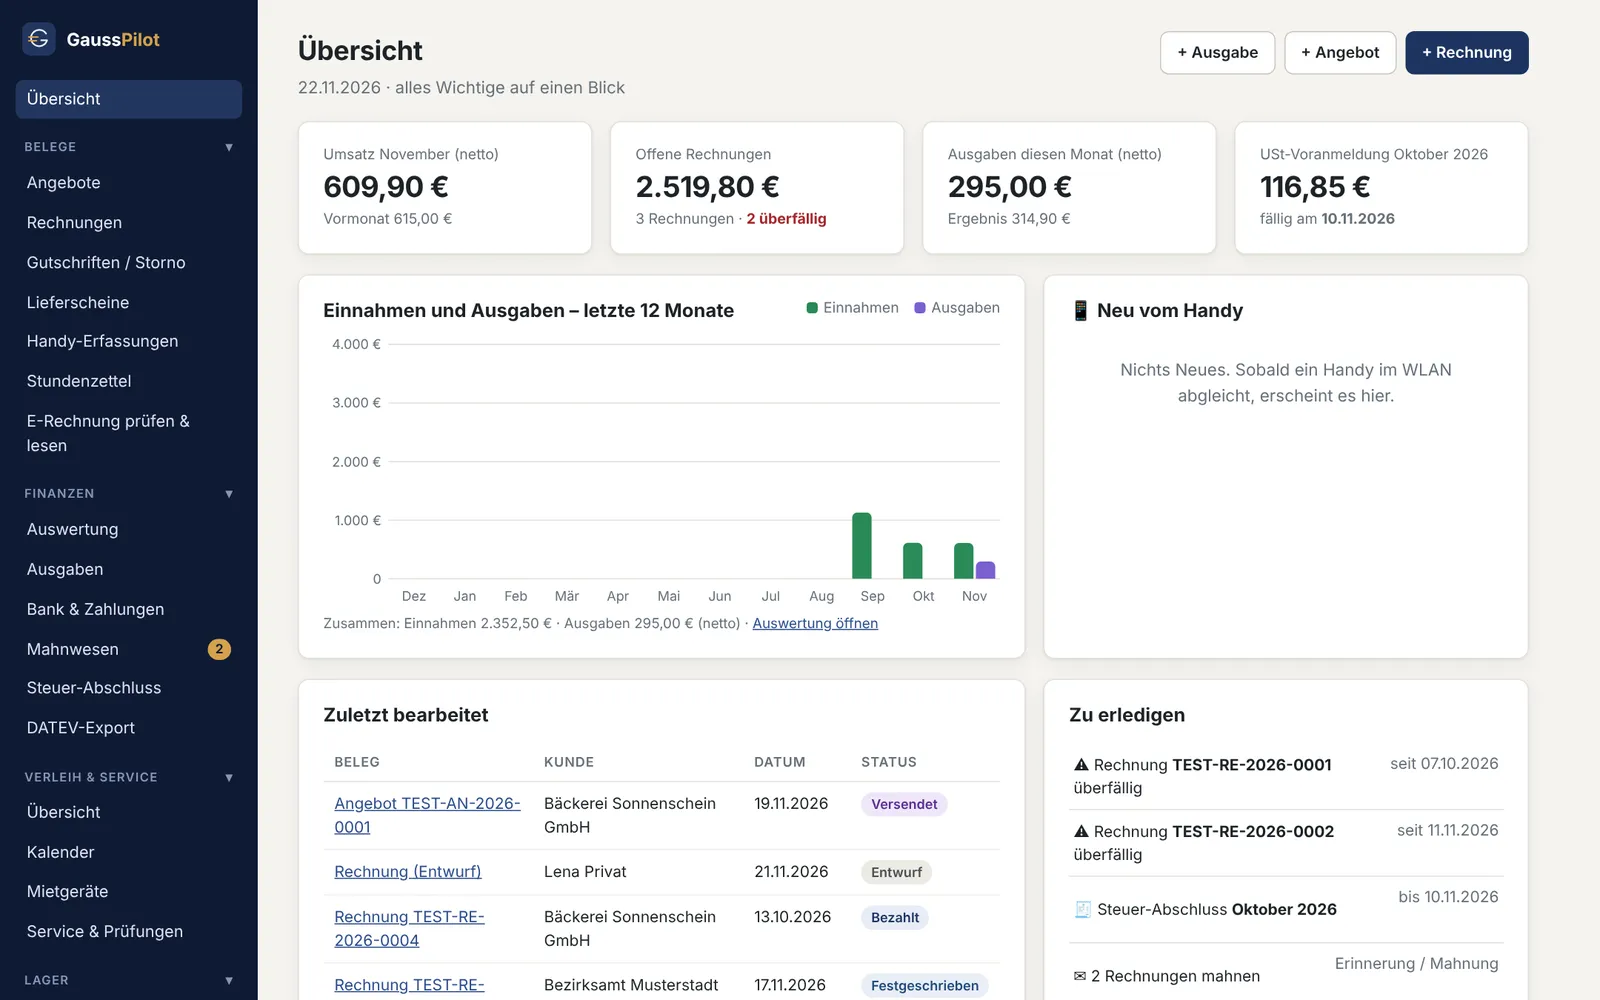 GaussPilot
Übersicht
BELEGE
Angebote
Rechnungen
Gutschriften / Storno
Lieferscheine
Handy-Erfassungen
Stundenzettel
E-Rechnung prüfen &
lesen
FINANZEN
Auswertung
Ausgaben
Bank & Zahlungen
Mahnwesen 2
Steuer-Abschluss
DATEV-Export
VERLEIH & SERVICE
Übersicht
Kalender
Mietgeräte
Service & Prüfungen
LAGER
Übersicht
22.11.2026 · alles Wichtige auf einen Blick
+ Ausgabe
+ Angebot
+ Rechnung
Umsatz November (netto)
609,90 €
Vormonat 615,00 €
Offene Rechnungen
2.519,80 €
3 Rechnungen · 2 überfällig
Ausgaben diesen Monat (netto)
295,00 €
Ergebnis 314,90 €
USt-Voranmeldung Oktober 2026
116,85 €
fällig am 10.11.2026
Einnahmen und Ausgaben – letzte 12 Monate
Einnahmen Ausgaben
4.000 €
3.000 €
2.000 €
1.000 €
0
Dez Jan Feb Mär Apr Mai Jun Jul Aug Sep Okt Nov
Zusammen: Einnahmen 2.352,50 € · Ausgaben 295,00 € (netto) · Auswertung öffnen
Neu vom Handy
Nichts Neues. Sobald ein Handy im WLAN
abgleicht, erscheint es hier.
Zuletzt bearbeitet
BELEG KUNDE DATUM STATUS
Angebot TEST-AN-2026- Bäckerei Sonnenschein 19.11.2026 Versendet
0001 GmbH
Rechnung (Entwurf) Lena Privat 21.11.2026 Entwurf
Rechnung TEST-RE- Bäckerei Sonnenschein 13.10.2026 Bezahlt
2026-0004 GmbH
Rechnung TEST-RE- Bezirksamt Musterstadt 17.11.2026 Festgeschrieben
Zu erledigen
Rechnung TEST-RE-2026-0001 seit 07.10.2026
überfällig
Rechnung TEST-RE-2026-0002 seit 11.11.2026
überfällig
Steuer-Abschluss Oktober 2026 bis 10.11.2026
2 Rechnungen mahnen Erinnerung / Mahnung